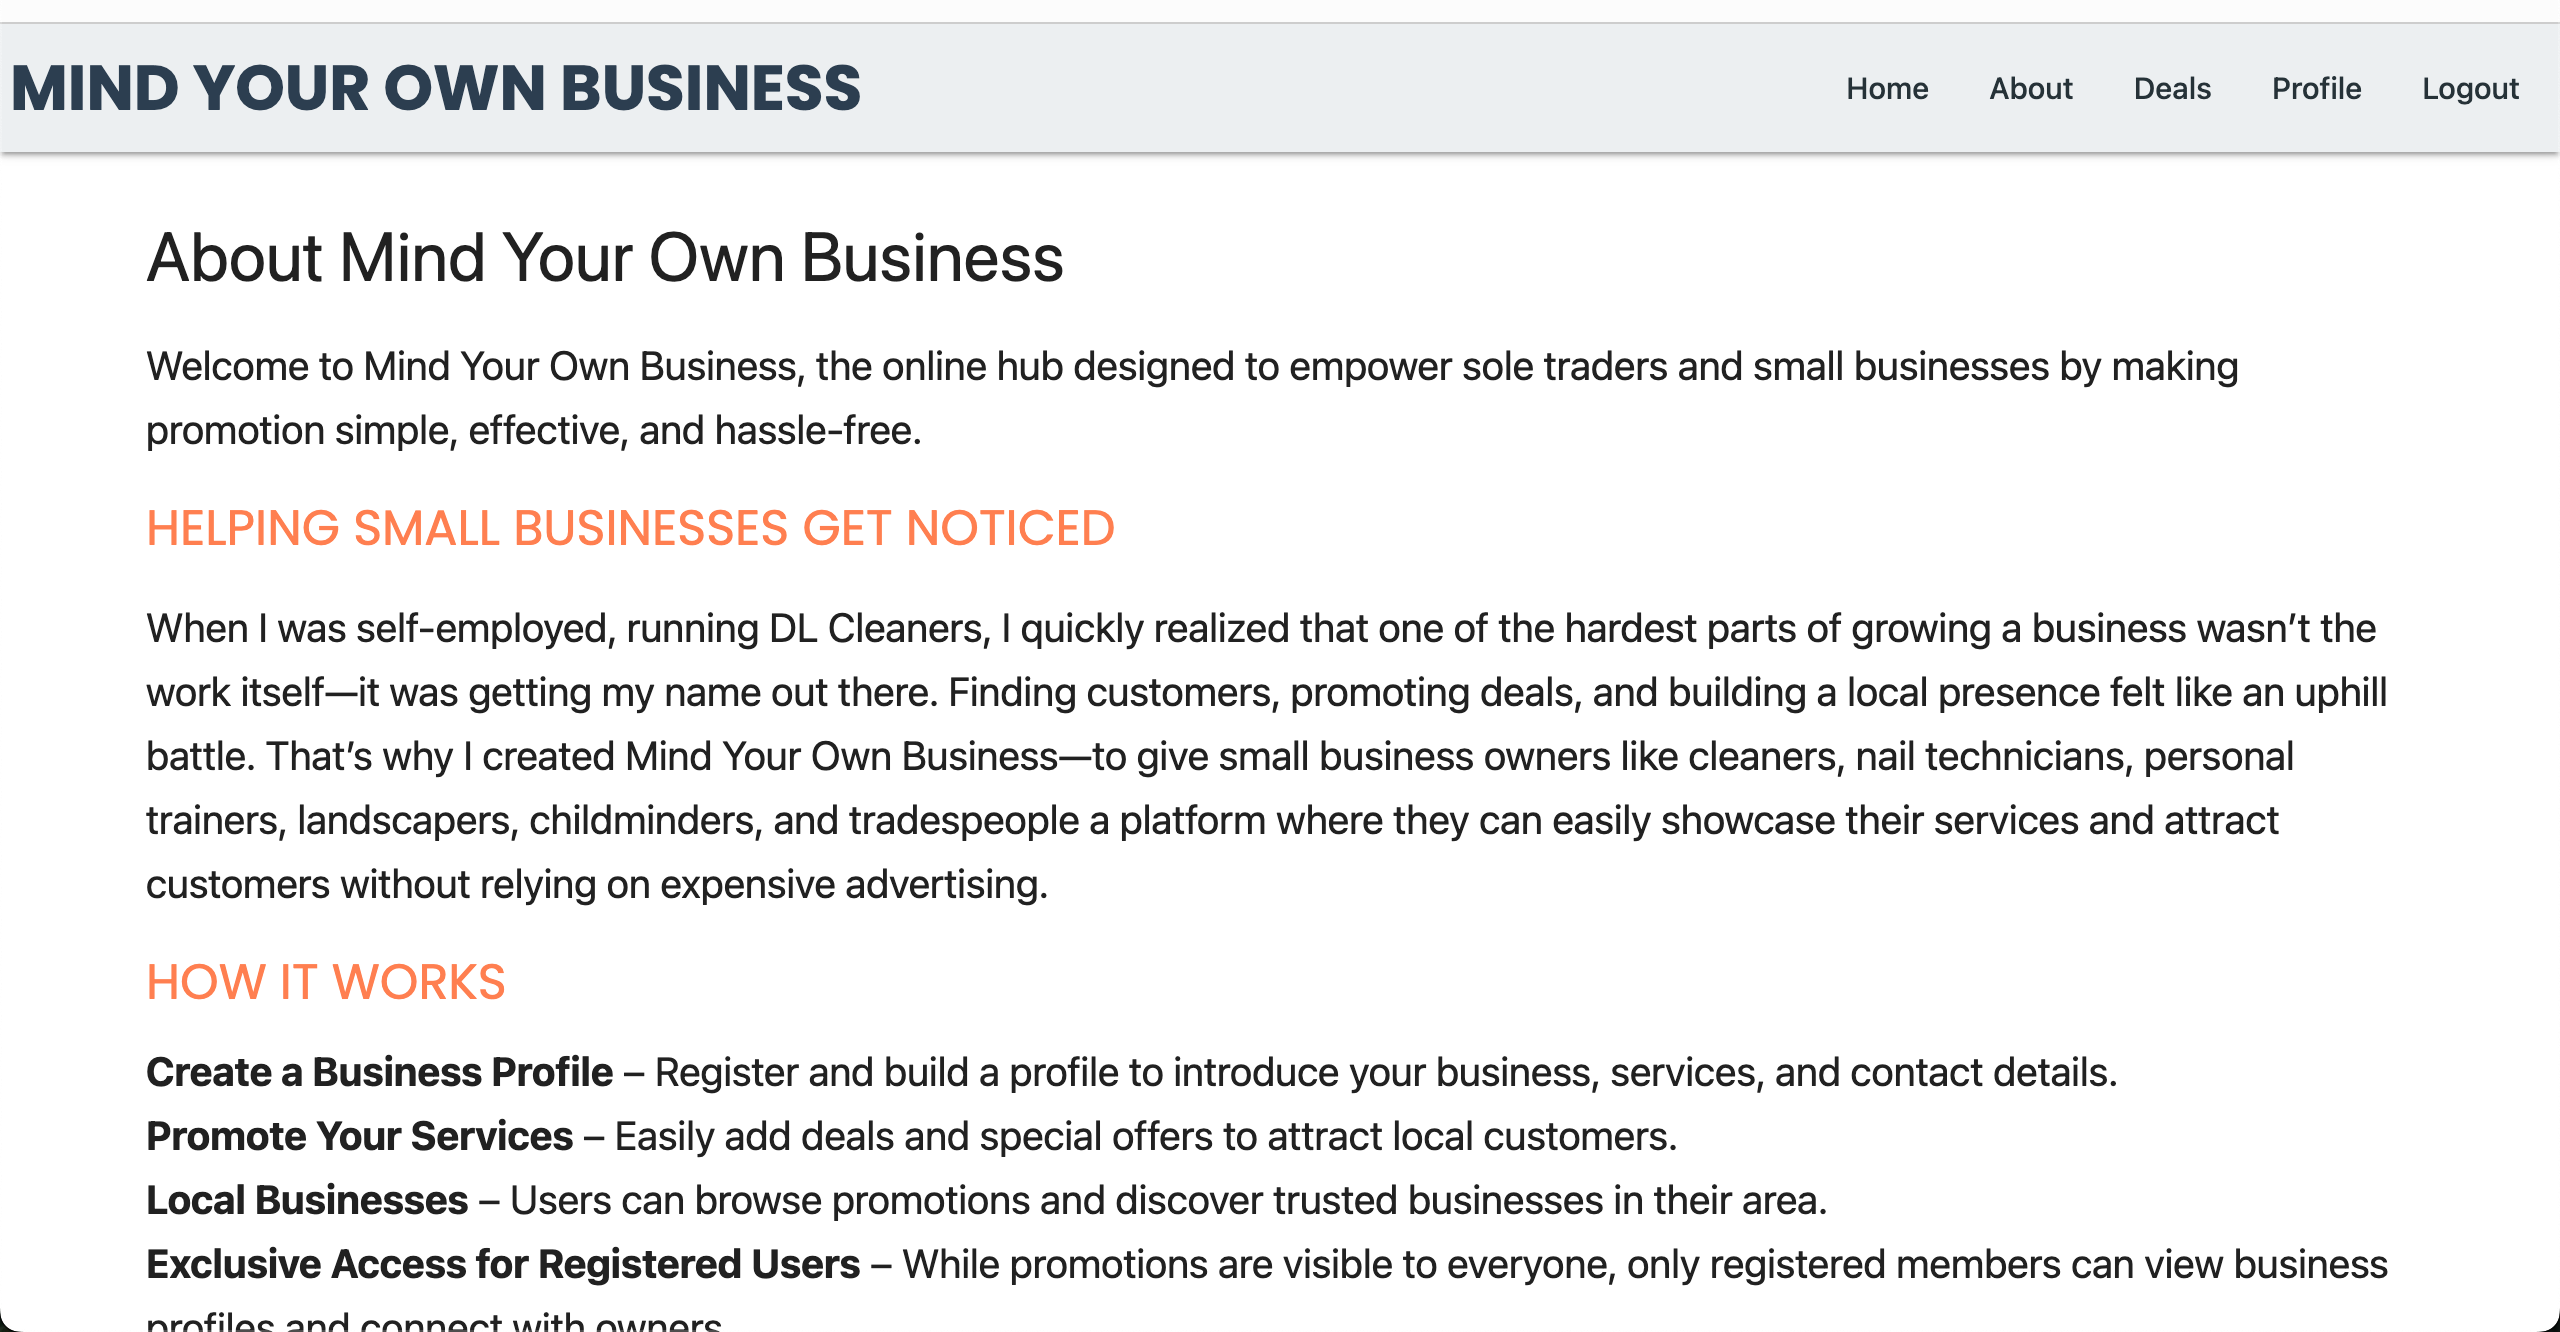 MIND YOUR OWN BUSINESS
Home About Deals Profile Logout
About Mind Your Own Business
Welcome to Mind Your Own Business, the online hub designed to empower sole traders and small businesses by making
promotion simple, effective, and hassle-free.
HELPING SMALL BUSINESSES GET NOTICED
When I was self-employed, running DL Cleaners, I quickly realized that one of the hardest parts of growing a business wasn’t the
work itself—it was getting my name out there. Finding customers, promoting deals, and building a local presence felt like an uphill
battle. That’s why I created Mind Your Own Business—to give small business owners like cleaners, nail technicians, personal
trainers, landscapers, childminders, and tradespeople a platform where they can easily showcase their services and attract
customers without relying on expensive advertising.
HOW IT WORKS
Create a Business Profile – Register and build a profile to introduce your business, services, and contact details.
Promote Your Services – Easily add deals and special offers to attract local customers.
Local Businesses – Users can browse promotions and discover trusted businesses in their area.
Exclusive Access for Registered Users – While promotions are visible to everyone, only registered members can view business
profiles and connect with owners.